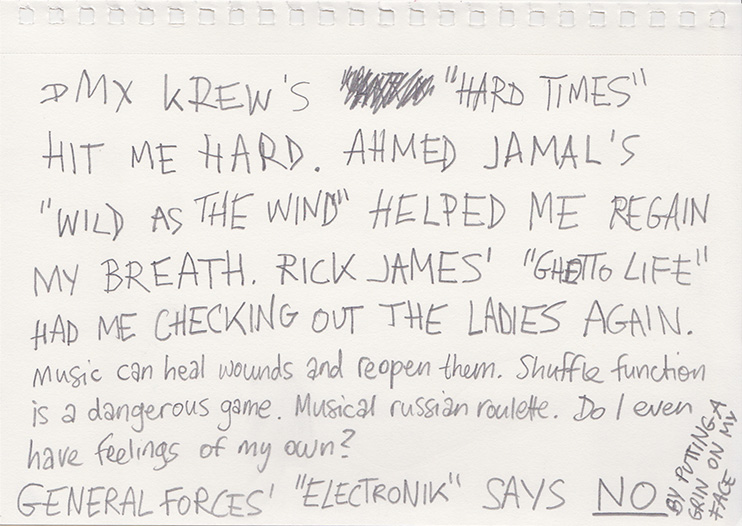 DMX KREW'S "HARD TIMES"
HIT ME HARD. AHMED JAMAL'S
"WILD AS THE WIND" HELPED ME REGAIN
MY BREATH. RICK JAMES' "GHETTO LIFE"
HAD ME CHECKING OUT THE LADIES AGAIN.
Music can heal wounds and reopen them. Shuffle function
is a dangerous game. Musical russian roulette. Do I even
have feelings of my own?
GENERAL FORCES' "ELECTRONIK" SAYS NO
BY PUTTING A
GRIN ON MY
FACE